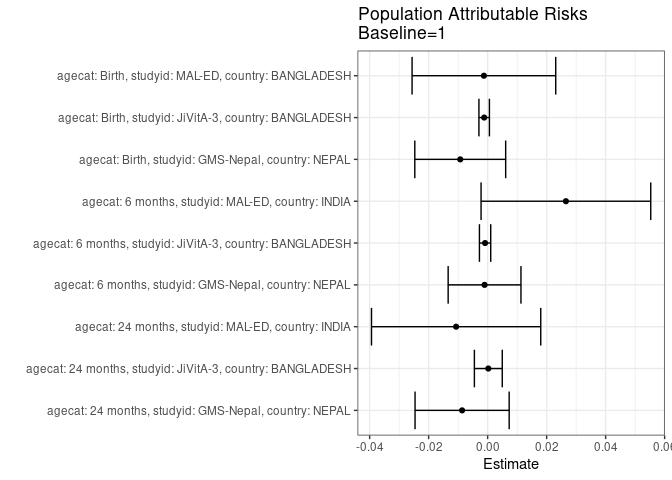 Population Attributable Risks
Baseline=1
agecat: Birth, studyid: MAL-ED, country: BANGLADESH
agecat: Birth, studyid: JiVitA-3, country: BANGLADESH
agecat: Birth, studyid: GMS-Nepal, country: NEPAL
agecat: 6 months, studyid: MAL-ED, country: INDIA
agecat: 6 months, studyid: JiVitA-3, country: BANGLADESH
agecat: 6 months, studyid: GMS-Nepal, country: NEPAL
agecat: 24 months, studyid: MAL-ED, country: INDIA
agecat: 24 months, studyid: JiVitA-3, country: BANGLADESH
agecat: 24 months, studyid: GMS-Nepal, country: NEPAL
-0.04 -0.02 0.00 0.02 0.04
Estimate